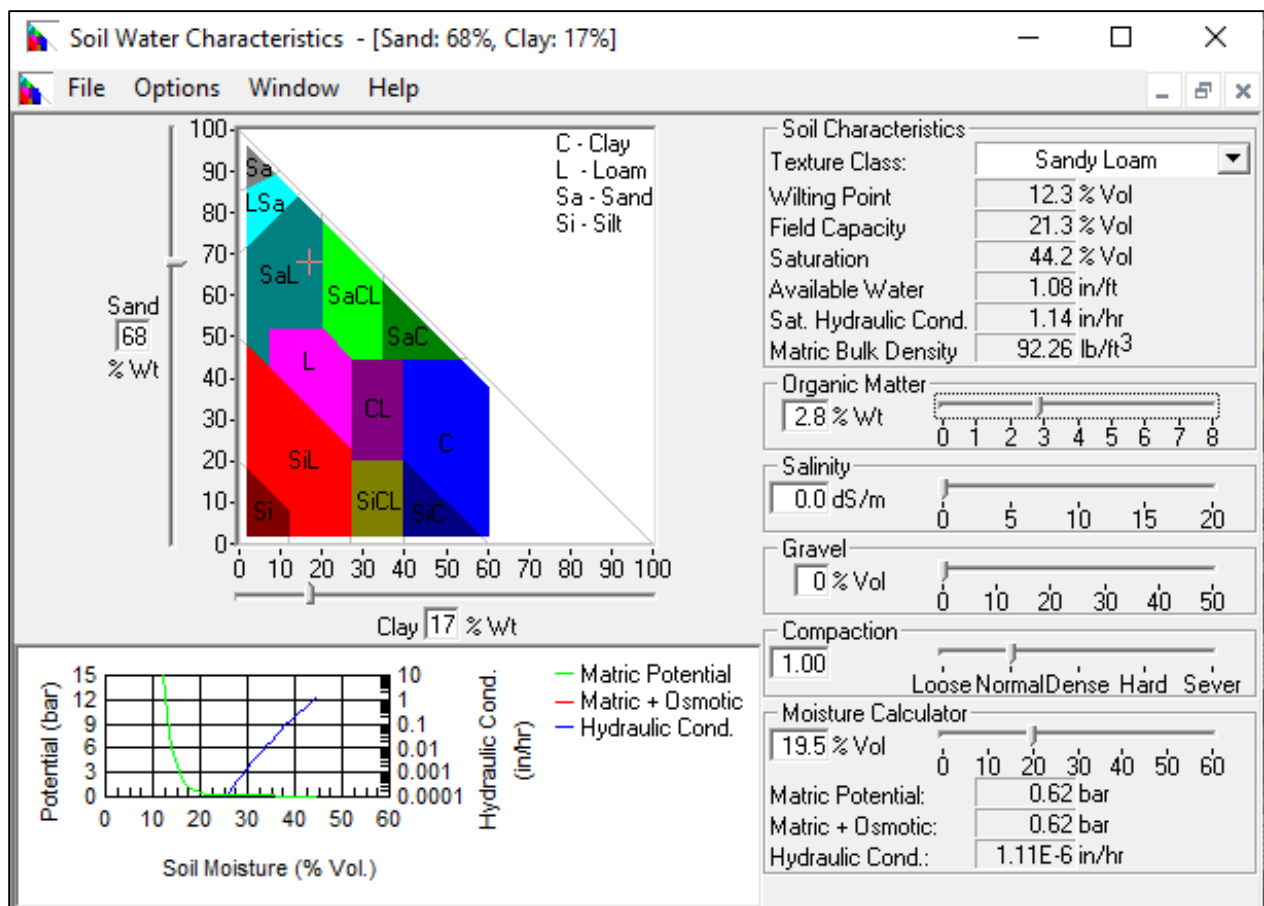 Soil Water Characteristics - [Sand: 68%, Clay: 17%]
File Options Window Help
100
90
80
70
60
50
40
30
20
10
0
Sand
68
% Wt
C - Clay
L - Loam
Sa - Sand
Si - Silt
Sa
LSa
SaL
SaCL
SaC
L
CL
C
SiL
SiCL
SiC
Si
0 10 20 30 40 50 60 70 80 90 100
Clay 17 % Wt
Soil Characteristics
Texture Class: Sandy Loam
Wilting Point 12.3 % Vol
Field Capacity 21.3 % Vol
Saturation 44.2 % Vol
Available Water 1.08 in/ft
Sat. Hydraulic Cond. 1.14 in/hr
Matric Bulk Density 92.26 lb/ft3
Organic Matter
2.8 % Wt
0 1 2 3 4 5 6 7 8
Salinity
0.0 dS/m
0 5 10 15 20
Gravel
0 % Vol
0 10 20 30 40 50
Compaction
1.00
Loose Normal Dense Hard Sever
Moisture Calculator
19.5 % Vol
0 10 20 30 40 50 60
Matric Potential: 0.62 bar
Matric + Osmotic: 0.62 bar
Hydraulic Cond.: 1.11E-6 in/hr
Potential (bar)
15
12
9
6
3
0
0 10 20 30 40 50 60
Soil Moisture (% Vol.)
10
1
0.1
0.01
0.001
0.0001
Hydraulic Cond.
(in/hr)
Matric Potential
Matric + Osmotic
Hydraulic Cond.